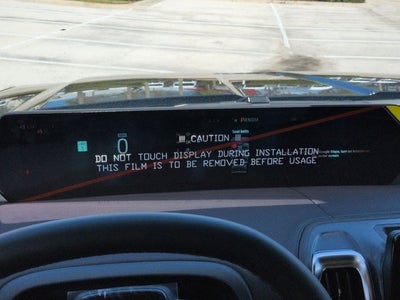 0
CAUTION
DO NOT TOUCH DISPLAY DURING INSTALLATION
THIS FILM IS TO BE REMOVED BEFORE USAGE